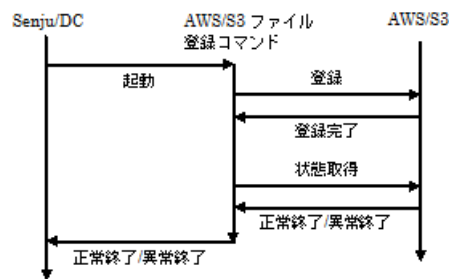 Senju/DC
AWS/S3 ファイル
登録コマンド
AWS/S3
起動
登録
登録完了
状態取得
正常終了/異常終了
正常終了/異常終了